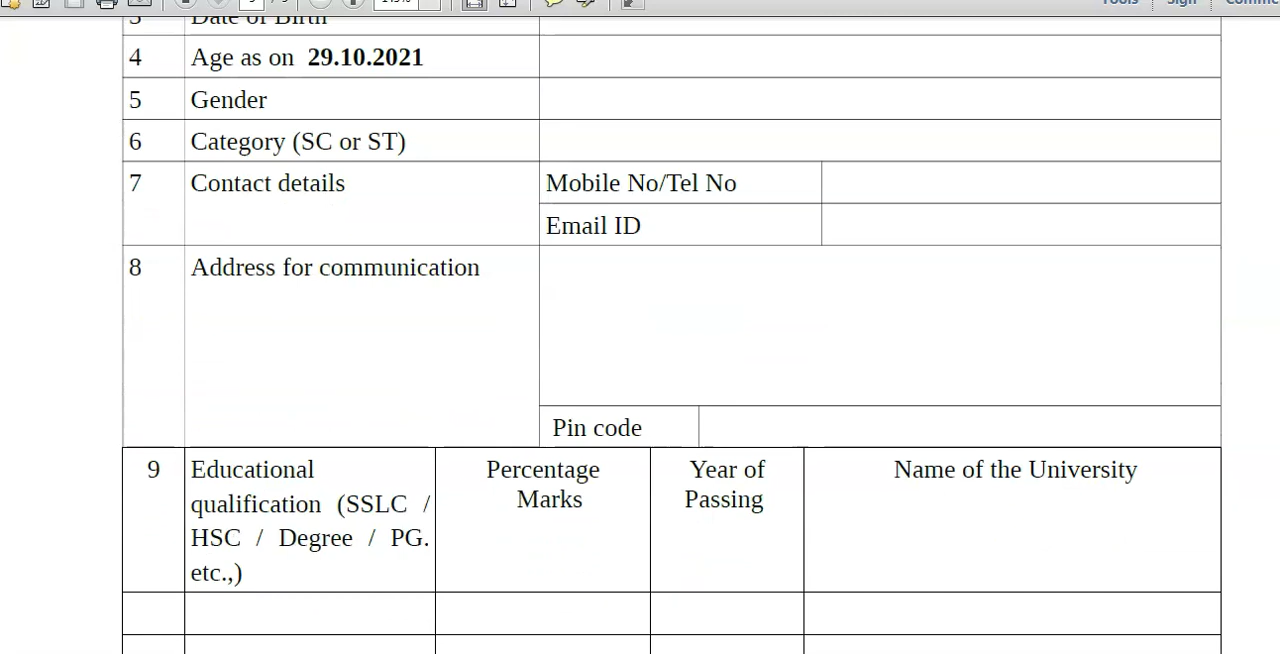 Tools Sign
3 Date of Birth
4 Age as on 29.10.2021
5 Gender
6 Category (SC or ST)
7 Contact details Mobile No/Tel No
Email ID
8 Address for communication
Pin code
9 Educational Percentage Year of Name of the University
qualification (SSLC / Marks Passing
HSC / Degree / PG.
etc.,)